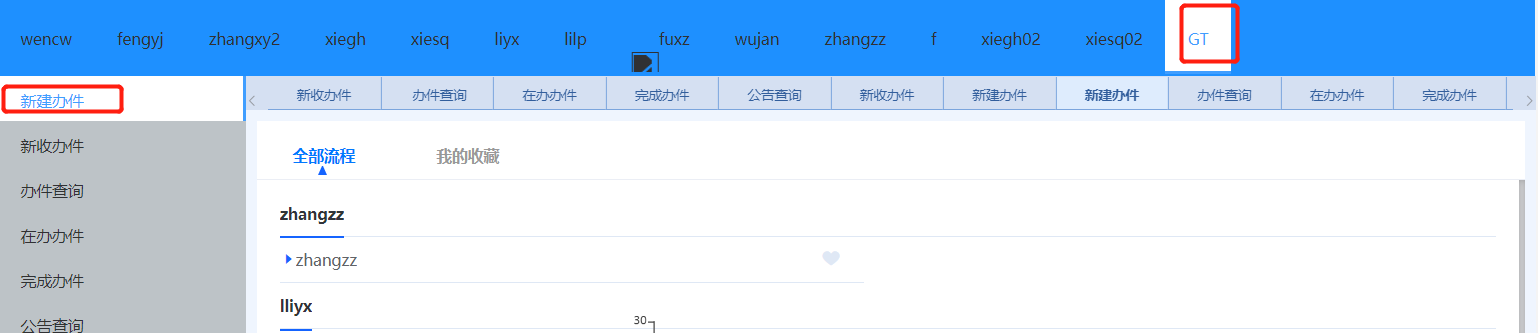 wencw fengyj zhangxy2 xiegh xiesq liyx lilp fuxz wujan zhangzz f xiegh02 xiesq02 GT
新建办件 新收办件 办件查询 在办办件 完成办件 公告查询 新收办件 新建办件 新建办件 办件查询 在办办件 完成办件
全部流程 我的收藏
新收办件
办件查询
zhangzz
在办办件
zhangzz
完成办件
lliyx
30
公告查询